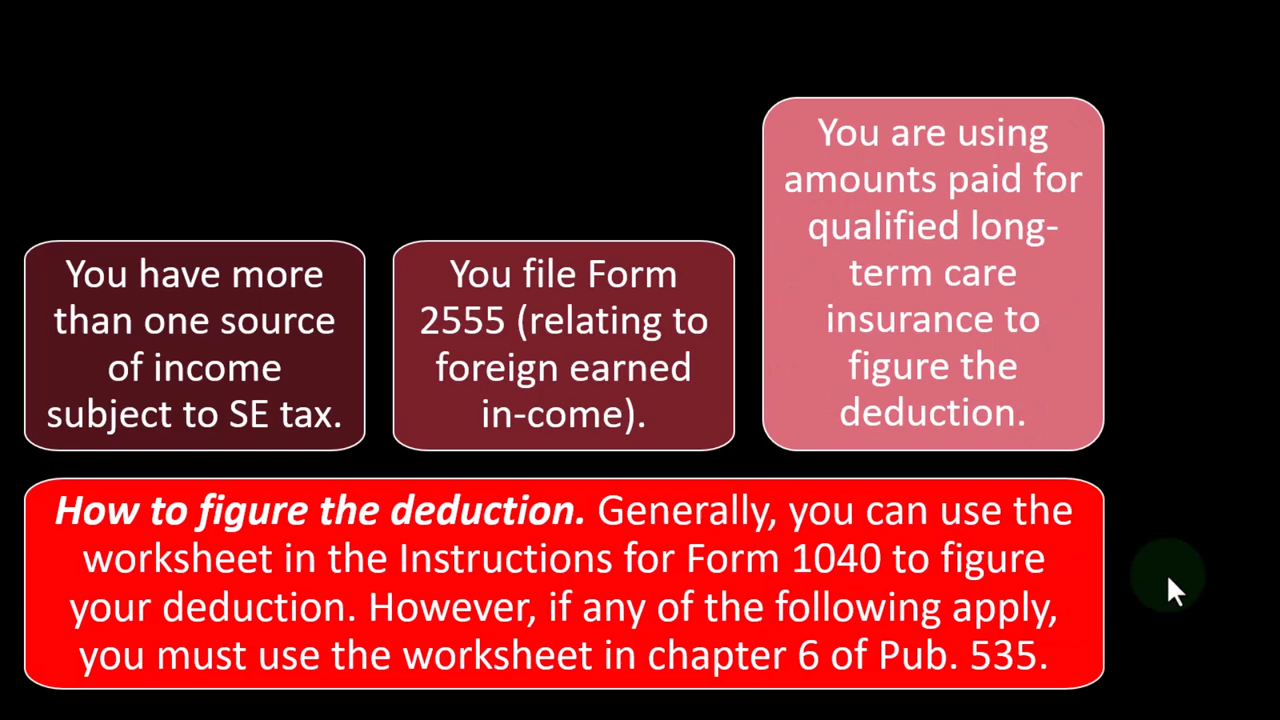 You have more
than one source
of income
subject to SE tax.
You file Form
2555 (relating to
foreign earned
in-come).
You are using
amounts paid for
qualified long-
term care
insurance to
figure the
deduction.
How to figure the deduction. Generally, you can use the
worksheet in the Instructions for Form 1040 to figure
your deduction. However, if any of the following apply,
you must use the worksheet in chapter 6 of Pub. 535.